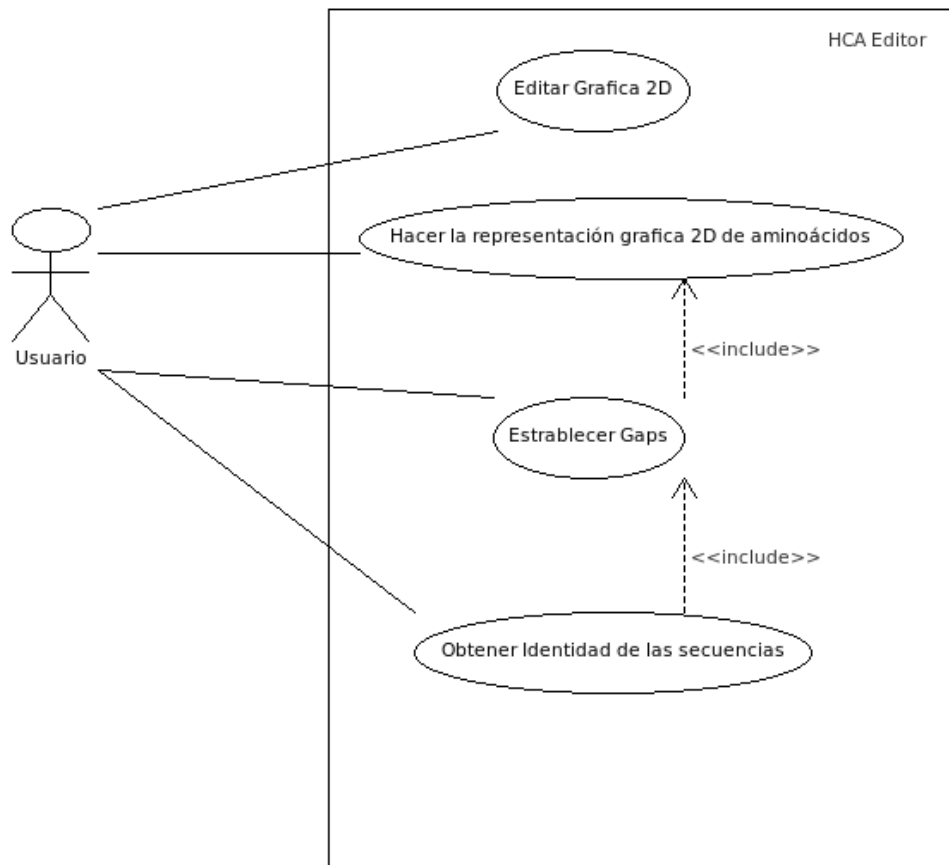 HCA Editor
Editar Grafica 2D
Hacer la representación grafica 2D de aminoácidos
<<include>>
Usuario
Estrablecer Gaps
<<include>>
Obtener Identidad de las secuencias